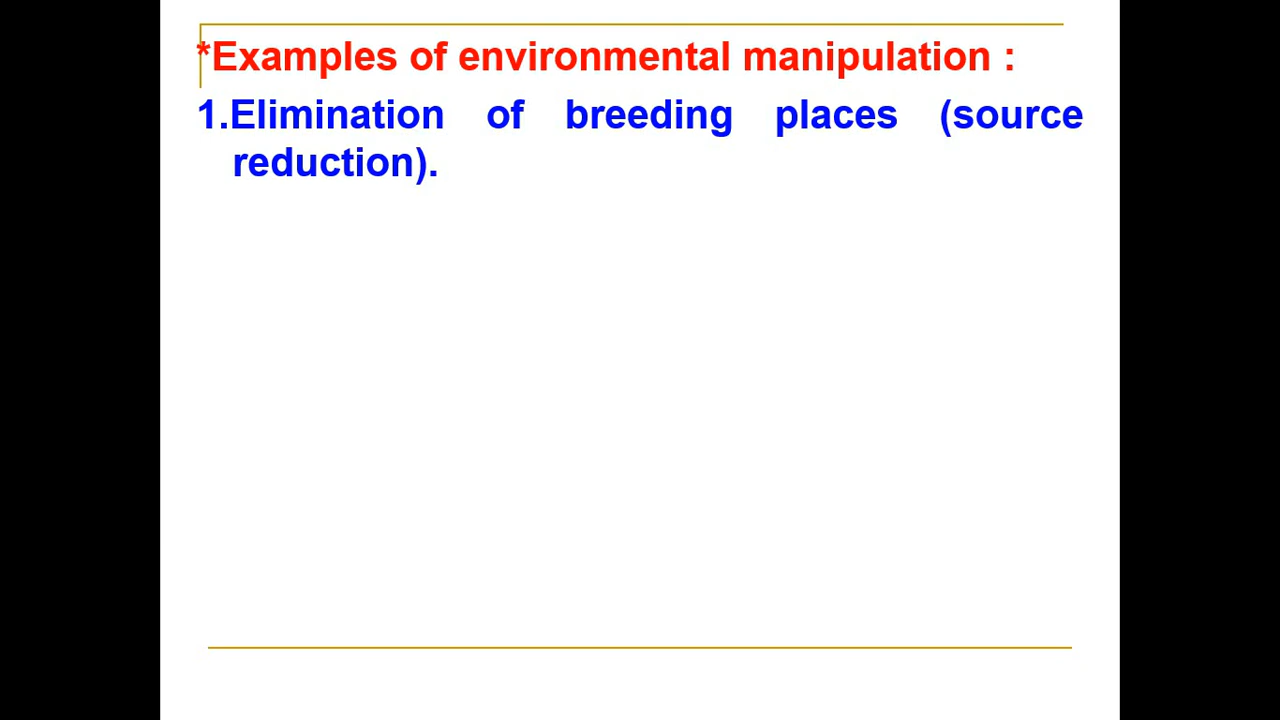 *Examples of environmental manipulation :
1.Elimination of breeding places (source
reduction).